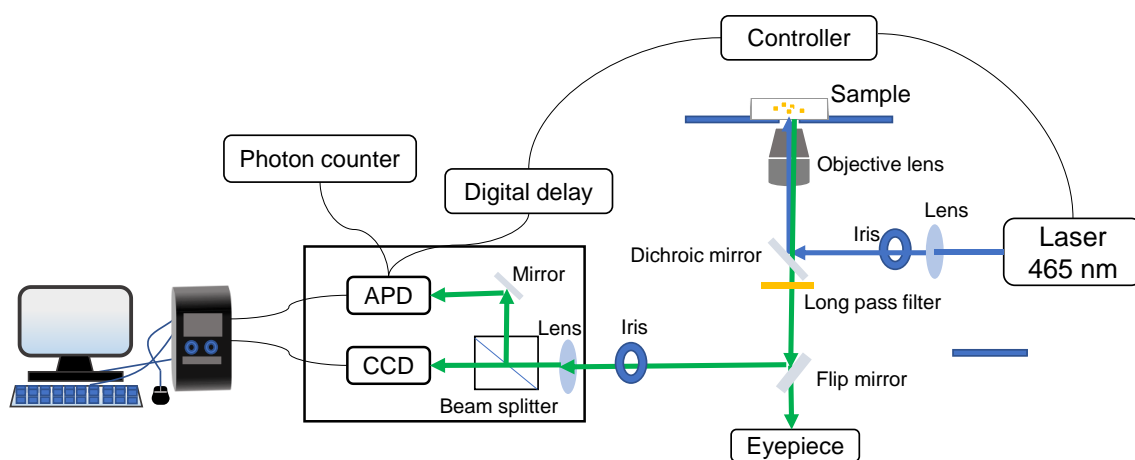 Controller
Sample
Photon counter
Objective lens
Digital delay
Lens
Iris
Laser
465 nm
Dichroic mirror
Mirror
APD
Long pass filter
Lens
Iris
CCD
Flip mirror
Beam splitter
Eyepiece